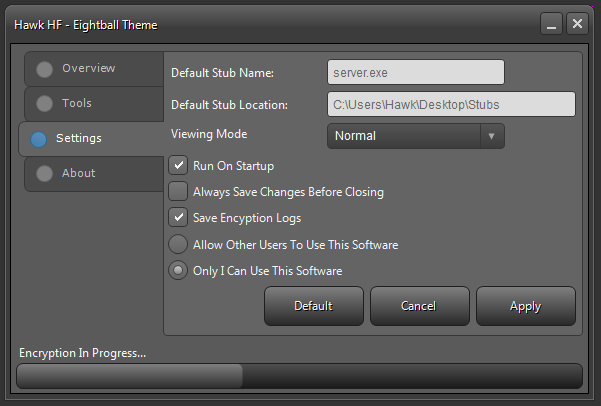 Hawk HF - Eightball Theme
Overview
Tools
Settings
About
Default Stub Name:
server.exe
Default Stub Location:
C:\Users\Hawk\Desktop\Stubs
Viewing Mode
Normal
Run On Startup
Always Save Changes Before Closing
Save Encyption Logs
Allow Other Users To Use This Software
Only I Can Use This Software
Default
Cancel
Apply
Encryption In Progress...